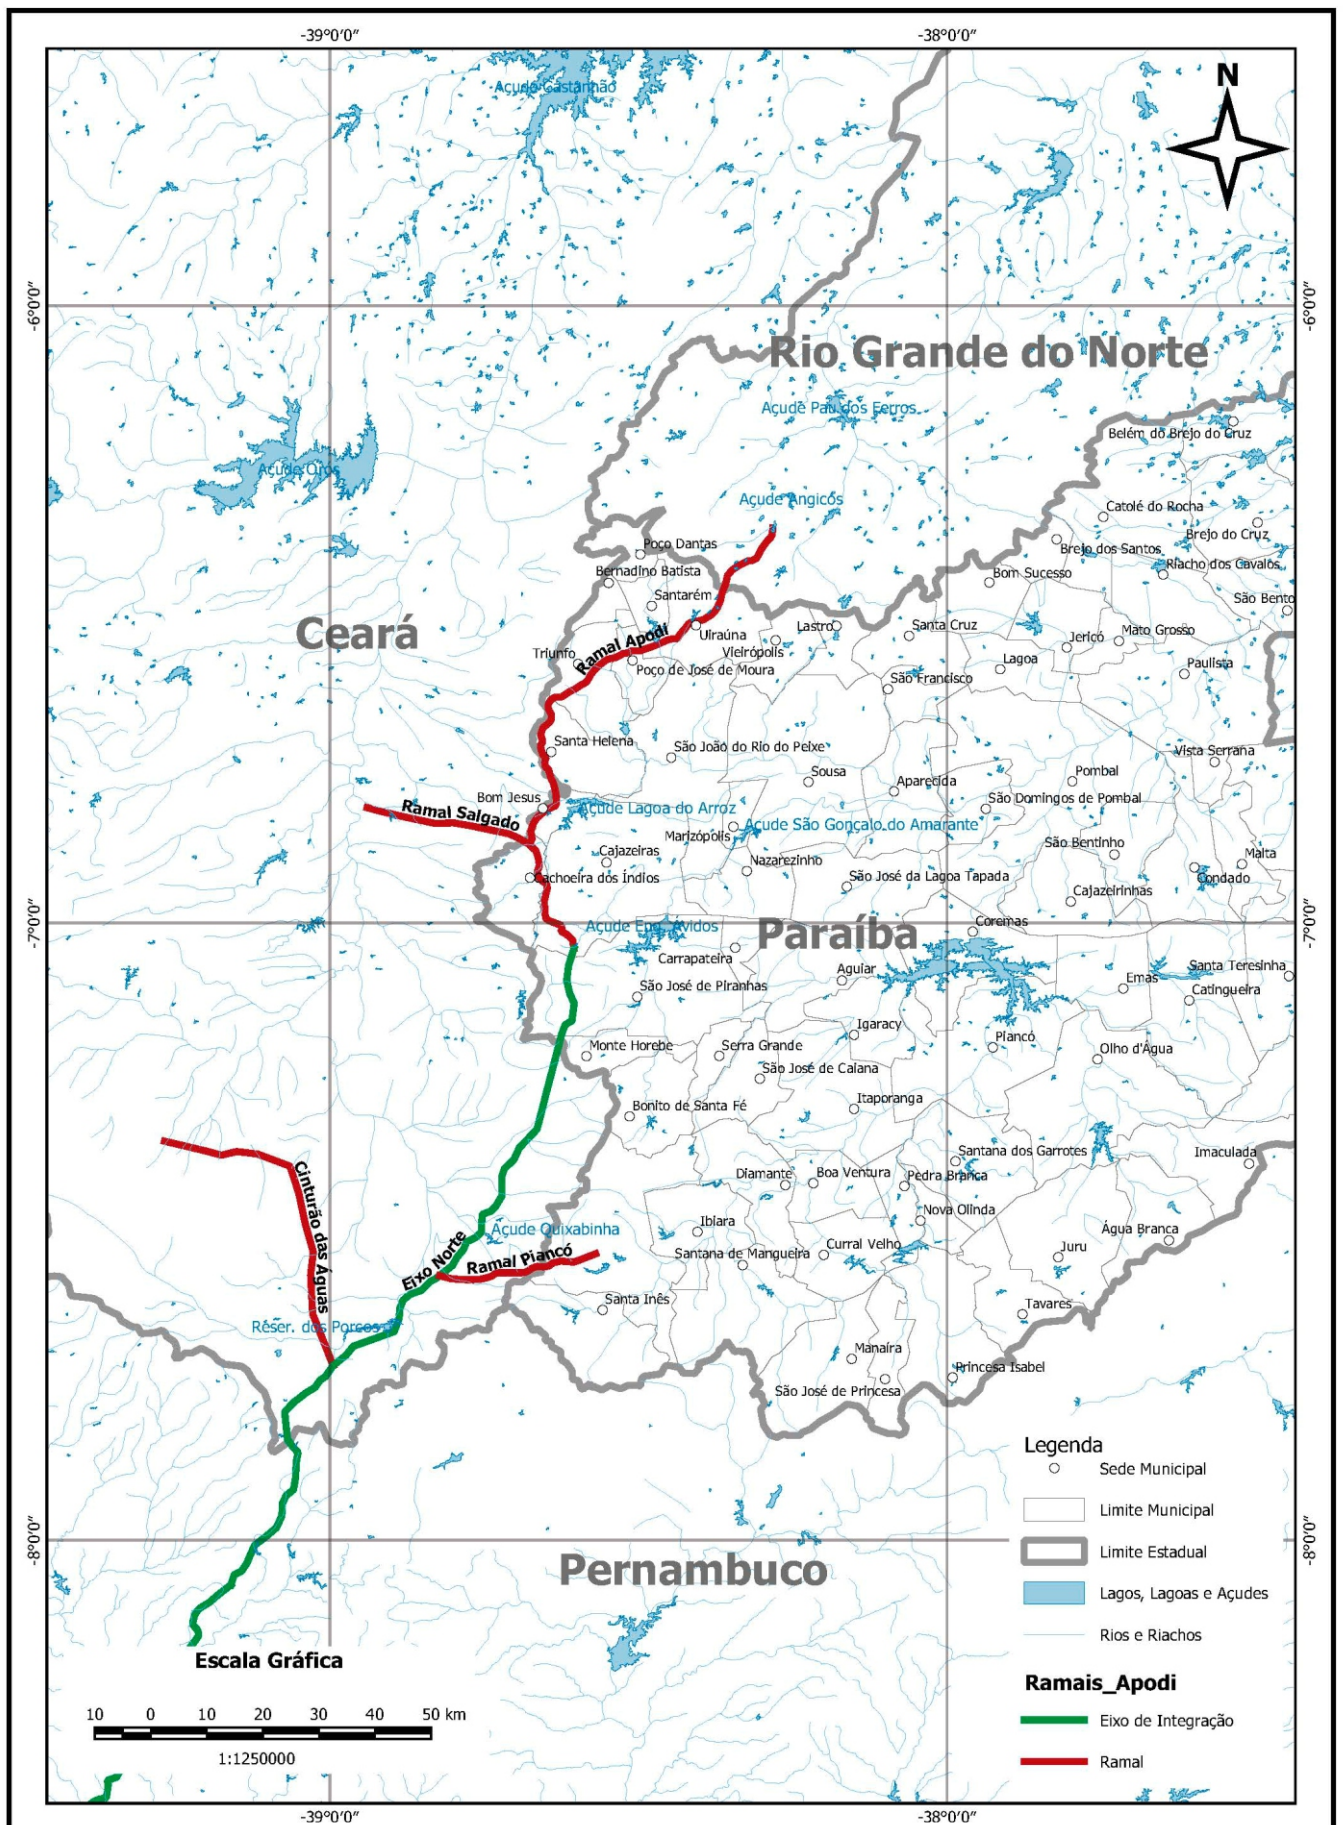 -39°0'0"
-38°0'0"
N
Açude Castanhão
-6°0'0"
-6°0'0"
Rio Grande do Norte
Açude Pau dos Ferros
Belém do Brejo do Cruz
Açude Orós
Açude Angicos
Catolé do Rocha
Brejo do Cruz
Poço Dantas
Brejo dos Santos
Bernadino Batista
Bom Sucesso
Riacho dos Cavalos
Santarém
São Bento
Ceará
Ramal Apodi
Uiraúna
Lastro
Santa Cruz
Jericó
Mato Grosso
Triunfo
Vieirópolis
Poço de José de Moura
Lagoa
Paulista
São Francisco
Santa Helena
São João do Rio do Peixe
Vista Serrana
Sousa
Aparecida
Pombal
Bom Jesus
Ramal Salgado
Açude Lagoa do Arroz
São Domingos de Pombal
Marizópolis
Açude São Gonçalo do Amarante
São Bentinho
Cajazeiras
Nazarezinho
Malta
Cachoeira dos Índios
São José da Lagoa Tapada
Condado
Cajazeirinhas
-7°0'0"
-7°0'0"
Açude Eng. Ávidos
Paraíba
Coremas
Carrapateira
Aguiar
Emas
Santa Teresinha
São José de Piranhas
Catingueira
Igaracy
Monte Horebe
Serra Grande
Piancó
Olho d'Água
São José de Caiana
Bonito de Santa Fé
Itaporanga
Santana dos Garrotes
Imaculada
Diamante
Boa Ventura
Pedra Branca
Cinturão das Águas
Ibiara
Nova Olinda
Açude Quixabinha
Água Branca
Eixo Norte
Ramal Piancó
Santana de Mangueira
Curral Velho
Juru
Santa Inês
Tavares
Reser. dos Porcos
Manaíra
Princesa Isabel
São José de Princesa
Legenda
Sede Municipal
Limite Municipal
-8°0'0"
-8°0'0"
Limite Estadual
Pernambuco
Lagos, Lagoas e Açudes
Rios e Riachos
Escala Gráfica
Ramais_Apodi
10 0 10 20 30 40 50 km
Eixo de Integração
1:1250000
Ramal
-39°0'0"
-38°0'0"